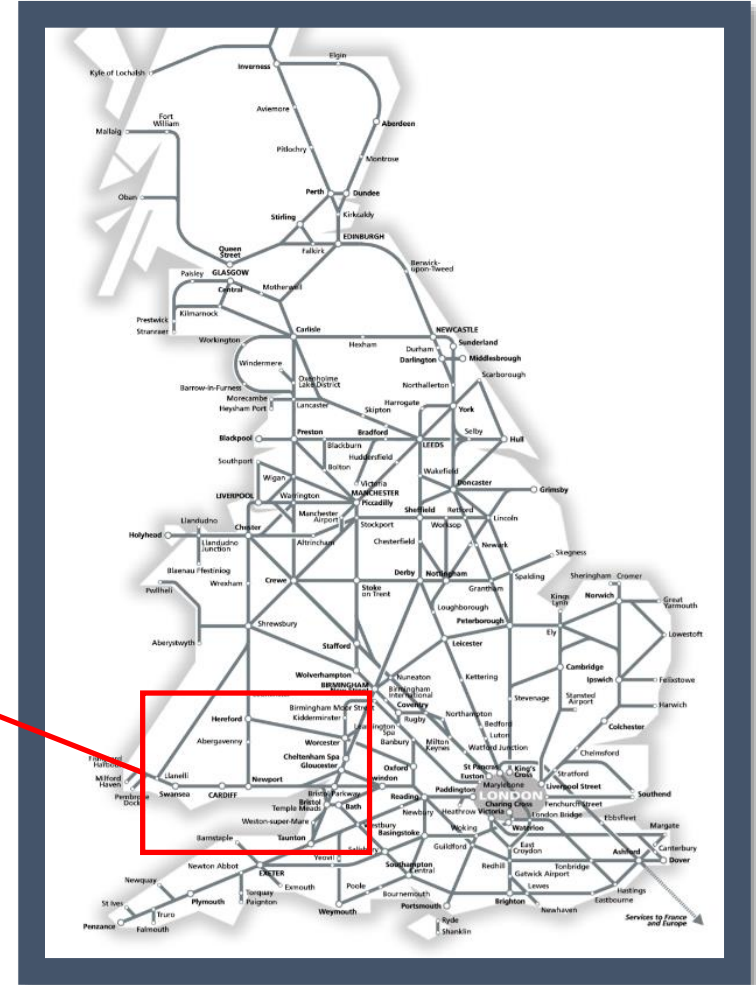 Elgin
Inverness
Kyle of Lochalsh
Aviemore
Fort
William
Mallaig
Aberdeen
Pitlochry
Montrose
Oban
Perth
Dundee
Stirling
Kirkcaldy
EDINBURGH
Queen
Street
Falkirk
Berwick-
upon-Tweed
Paisley
GLASGOW
Central
Motherwell
Prestwick
Kilmarnock
Stranraer
Carlisle
NEWCASTLE
Workington
Hexham
Sunderland
Durham
Darlington
Middlesbrough
Windermere
Scarborough
Oxenholme
Lake District
Barrow-in-Furness
Northallerton
Morecambe
Lancaster
Harrogate
Heysham Port
Skipton
York
Blackpool
Preston
Bradford
Selby
Hull
Blackburn
LEEDS
Huddersfield
Southport
Bolton
Wakefield
Wigan
Victoria
Doncaster
MANCHESTER
Grimsby
LIVERPOOL
Warrington
Piccadilly
Sheffield
Retford
Manchester
Airport
Lincoln
Llandudno
Chester
Stockport
Worksop
Holyhead
Llandudno
Junction
Altrincham
Chesterfield
Newark
Skegness
Blaenau Ffestiniog
Derby
Nottingham
Spalding
Sheringham
Cromer
Wrexham
Crewe
Stoke
on Trent
Grantham
Pwllheli
Kings
Lynn
Norwich
Great
Yarmouth
Loughborough
Shrewsbury
Peterborough
Ely
Aberystwyth
Stafford
Leicester
Lowestoft
Wolverhampton
Cambridge
Nuneaton
Kettering
Ipswich
Felixstowe
BIRMINGHAM
Birmingham
International
Stevenage
Stansted
Airport
Birmingham Moor Street
Coventry
Harwich
Kidderminster
Rugby
Northampton
Hereford
Leamington
Spa
Bedford
Colchester
Worcester
Banbury
Milton
Keynes
Luton
Abergavenny
Watford Junction
Chelmsford
Cheltenham Spa
Oxford
St Pancras
King's
Cross
Gloucester
Euston
Stratford
Milford
Haven
Llanelli
Newport
Swindon
Marylebone
Liverpool Street
Swansea
CARDIFF
Paddington
LONDON
Southend
Pembroke
Dock
Bristol Parkway
Reading
Charing Cross
Fenchurch Street
Bristol
Temple Meads
Bath
Newbury
Heathrow
Victoria
London Bridge
Ebbsfleet
Weston-super-Mare
Westbury
Waterloo
Margate
Barnstaple
Taunton
Basingstoke
Woking
East
Croydon
Canterbury
Salisbury
Guildford
Ashford
Yeovil
Redhill
Tonbridge
Dover
Newton Abbot
Southampton
Central
Gatwick Airport
EXETER
Newquay
Exmouth
Poole
Lewes
Hastings
Torquay
Bournemouth
Eastbourne
St Ives
Plymouth
Paignton
Portsmouth
Brighton
Newhaven
Truro
Weymouth
Services to France
and Europe
Penzance
Falmouth
Ryde
Shanklin